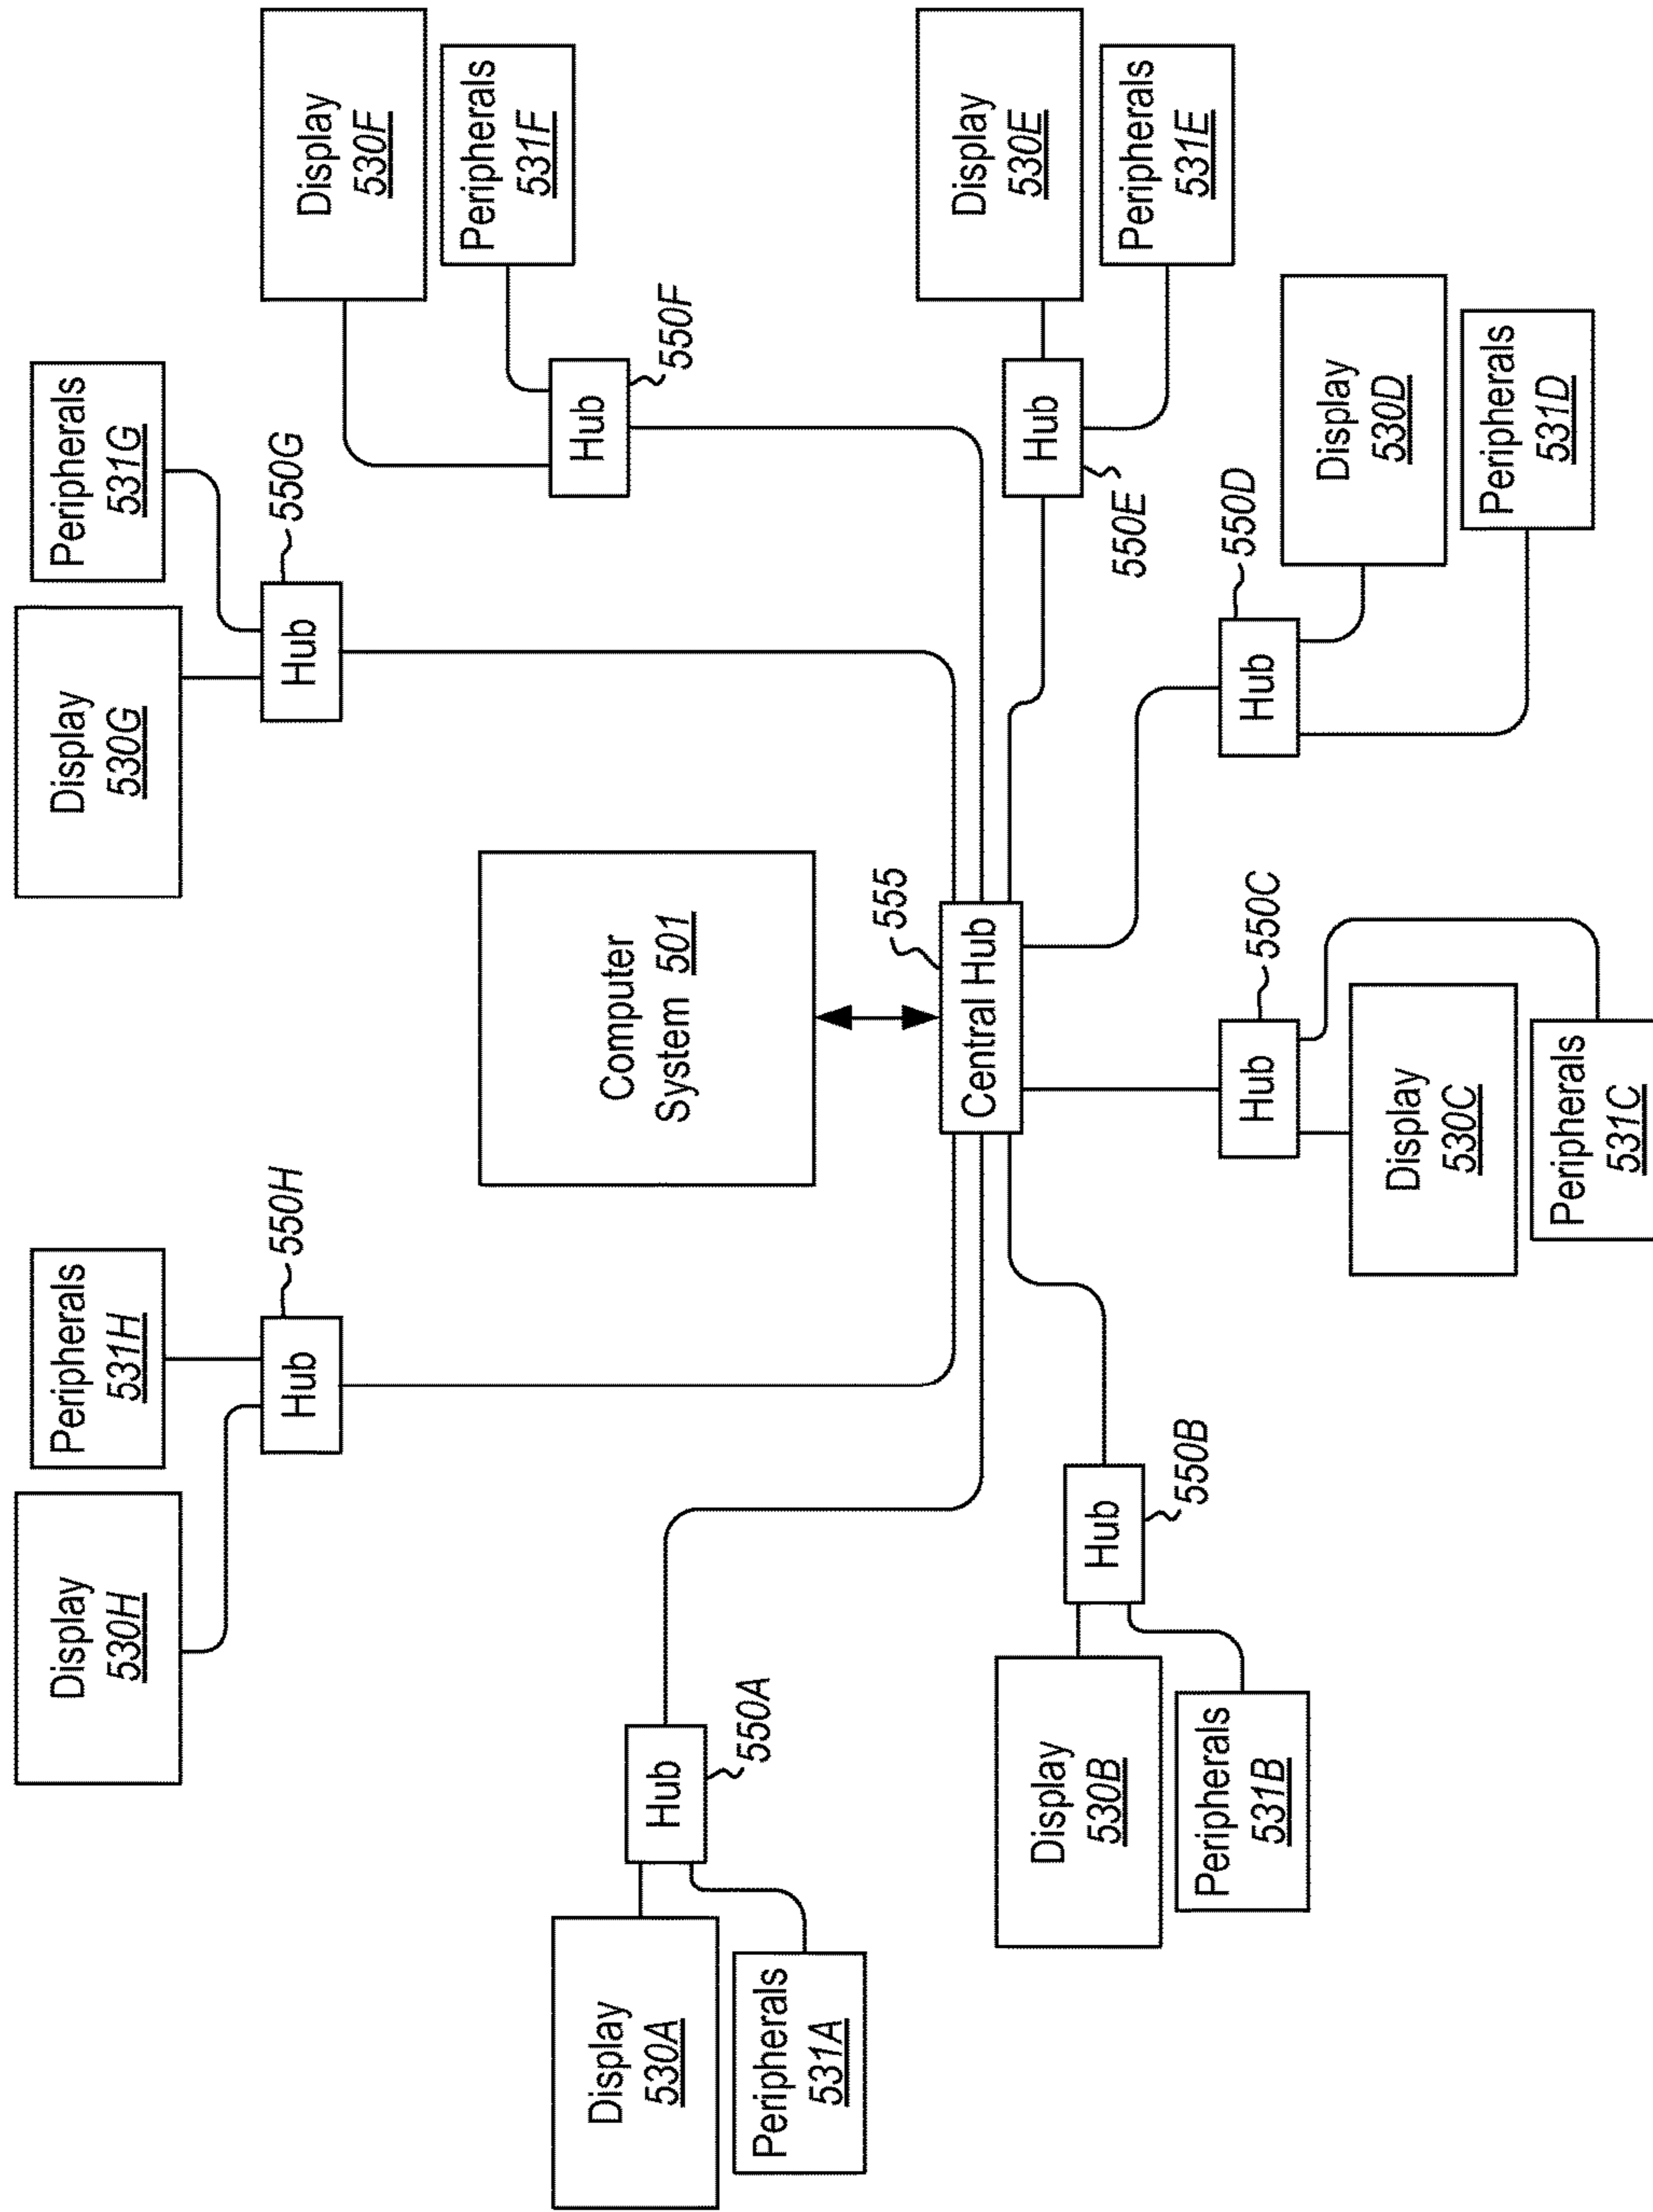 Display
530H
Peripherals
531H
Hub
550H
Display
530G
Peripherals
531G
Hub
550G
Display
530F
Peripherals
531F
Hub
550F
Computer
System 501
Display
530A
Peripherals
531A
Hub
550A
Central Hub
555
Display
530E
Peripherals
531E
Hub
550E
Display
530B
Peripherals
531B
Hub
550B
Hub
550C
Display
530C
Peripherals
531C
Hub
550D
Display
530D
Peripherals
531D